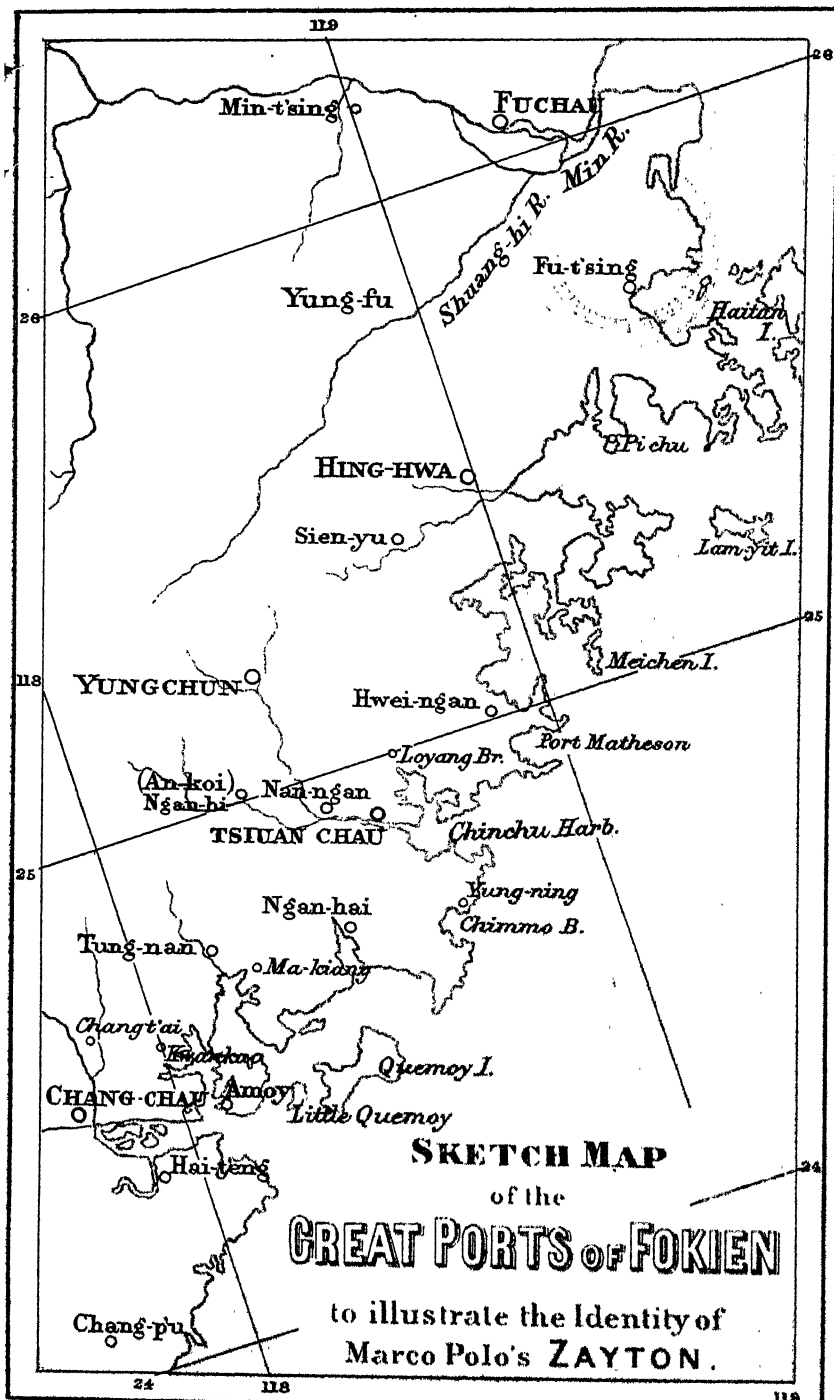 119
26
Min-t'sing
FUCHAU
Min R.
Shuang-hi R.
Fu-t'sing
Yung-fu
26
Haitan
I.
Pi chu
HING-HWA
Sien-yu
Lam-yit I.
25
Meichen I.
118
YUNGCHUN
Hwei-ngan
Port Matheson
Loyang Br.
(An-koi)
Ngan-hi
Nan-ngan
TSIUAN CHAU
Chinchu Harb.
25
Yung-ning
Ngan-hai
Chimmo B.
Tung-nan
Ma-kiang
Changt'ai
Quemoy I.
CHANG-CHAU
Amoy
Little Quemoy
SKETCH MAP
24
Hai-teng
of the
GREAT PORTS OF FOKIEN
to illustrate the Identity of
Chang-p'u
Marco Polo's ZAYTON.
24
118
119